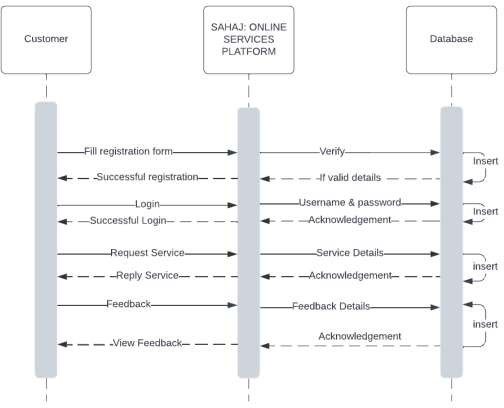 Customer
SAHAJ: ONLINE
SERVICES
PLATFORM
Database
Fill registration form
Verify
Insert
Successful registration
If valid details
Login
Username & password
Insert
Successful Login
Acknowledgement
Request Service
Service Details
insert
Reply Service
Acknowledgement
Feedback
Feedback Details
insert
View Feedback
Acknowledgement